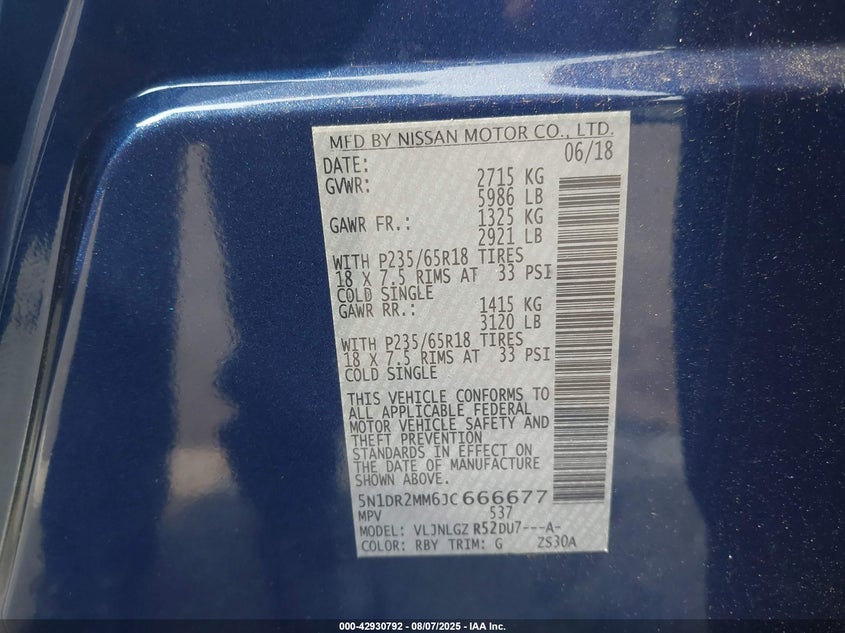 MFD BY NISSAN MOTOR CO., LTD.
DATE: 06/18
GVWR: 2715 KG
5986 LB
GAWR FR.: 1325 KG
2921 LB
WITH P235/65R18 TIRES
18 X 7.5 RIMS AT 33 PSI
COLD SINGLE
GAWR RR.: 1415 KG
3120 LB
WITH P235/65R18 TIRES
18 X 7.5 RIMS AT 33 PSI
COLD SINGLE
THIS VEHICLE CONFORMS TO
ALL APPLICABLE FEDERAL
MOTOR VEHICLE SAFETY AND
THEFT PREVENTION
STANDARDS IN EFFECT ON
THE DATE OF MANUFACTURE
SHOWN ABOVE.
5N1DR2MM6JC666677
MPV 537
MODEL: VLJNLGZ R52DU7---A-
COLOR: RBY TRIM: G ZS30A
000-42930792 - 08/07/2025 - IAA Inc.